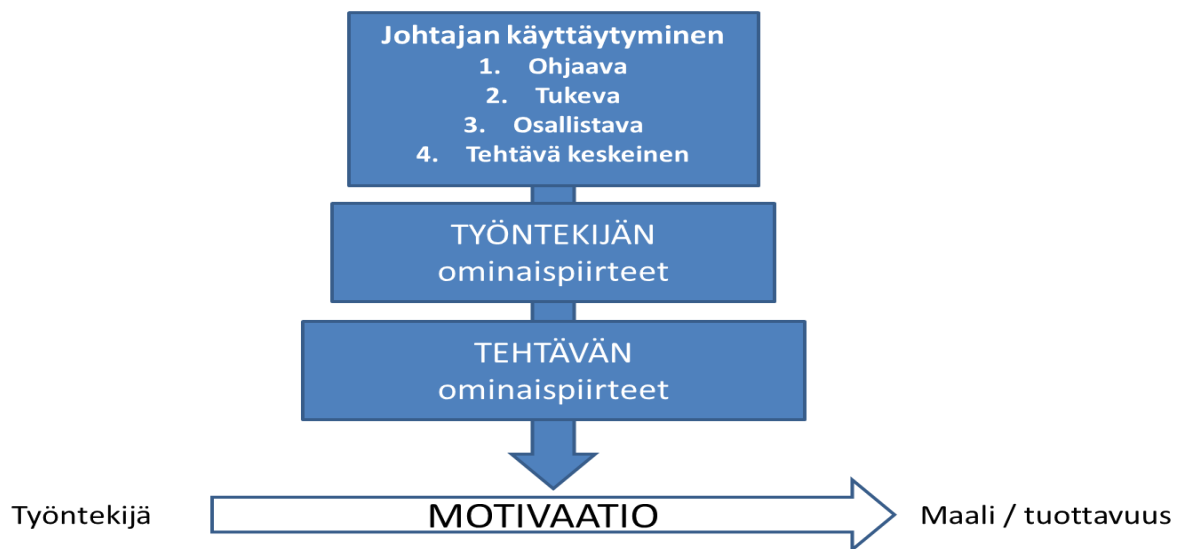 Johtajan käyttäytyminen
1. Ohjaava
2. Tukeva
3. Osallistava
4. Tehtävä keskeinen
TYÖNTEKIJÄN
ominaispiirteet
TEHTÄVÄN
ominaispiirteet
Työntekijä
MOTIVAATIO
Maali / tuottavuus